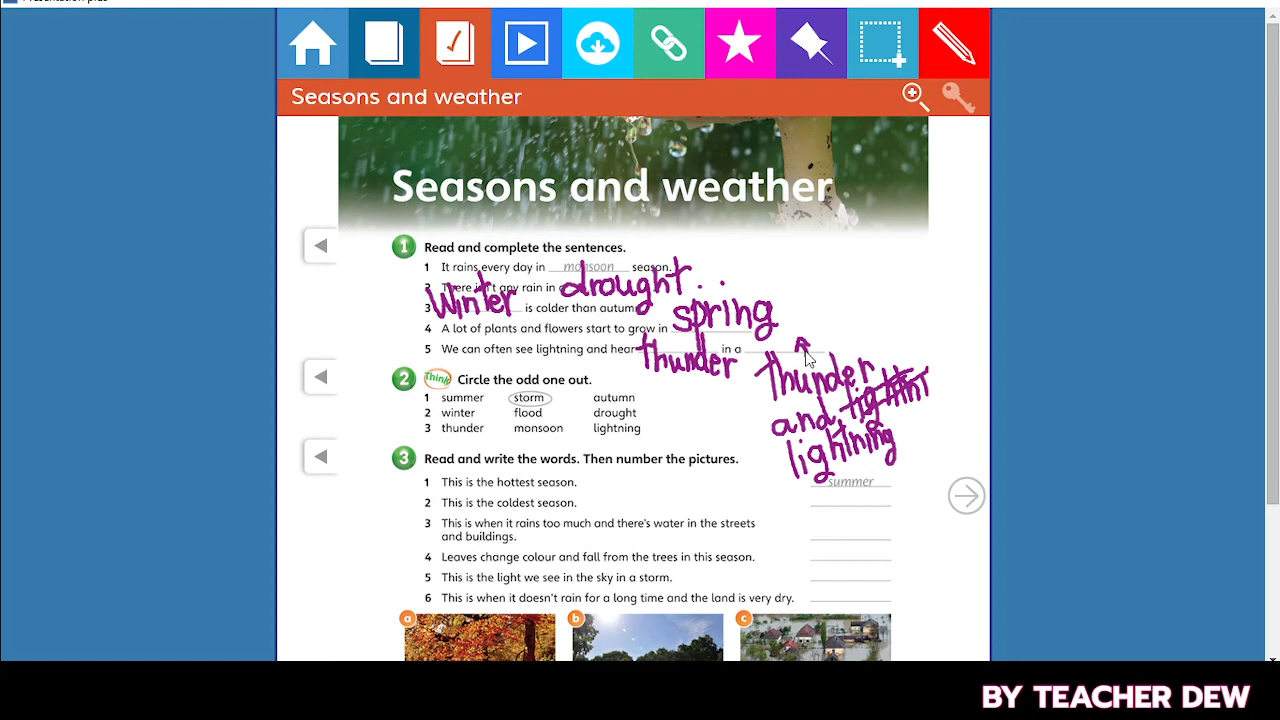 Seasons and weather
Seasons and weather
1 Read and complete the sentences.
1 It rains every day in monsoon season.
2 There isn't any rain in a drought.
3 Winter is colder than autumn.
4 A lot of plants and flowers start to grow in spring
5 We can often see lightning and hear thunder in a
thunder
and
lightning
2 Think Circle the odd one out.
1 summer storm autumn
2 winter flood drought
3 thunder monsoon lightning
3 Read and write the words. Then number the pictures.
1 This is the hottest season. summer
2 This is the coldest season.
3 This is when it rains too much and there's water in the streets
and buildings.
4 Leaves change colour and fall from the trees in this season.
5 This is the light we see in the sky in a storm.
6 This is when it doesn't rain for a long time and the land is very dry.
a b c
BY TEACHER DEW